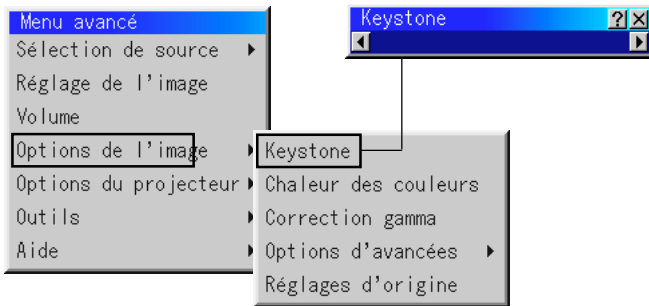 Menu avancé
Sélection de source
Réglage de l'image
Volume
Options de l'image
Options du projecteur
Outils
Aide
Keystone
Chaleur des couleurs
Correction gamma
Options d'avancées
Réglages d'origine
Keystone ?